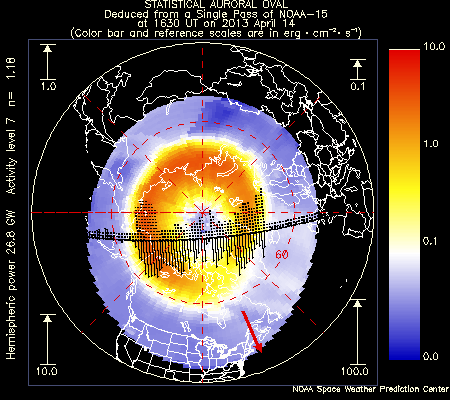 STATISTICAL AURORAL OVAL
Deduced from a Single Pass of NOAA-15
at 1630 UT on 2013 April 14
(Color bar and reference scales are in erg·cm⁻²·s⁻¹)
Hemispheric power 26.8 GW Activity level 7 n= 1.18
1.0
0.1
10.0
1.0
0.1
0.0
60
10.0
100.0
NOAA Space Weather Prediction Center